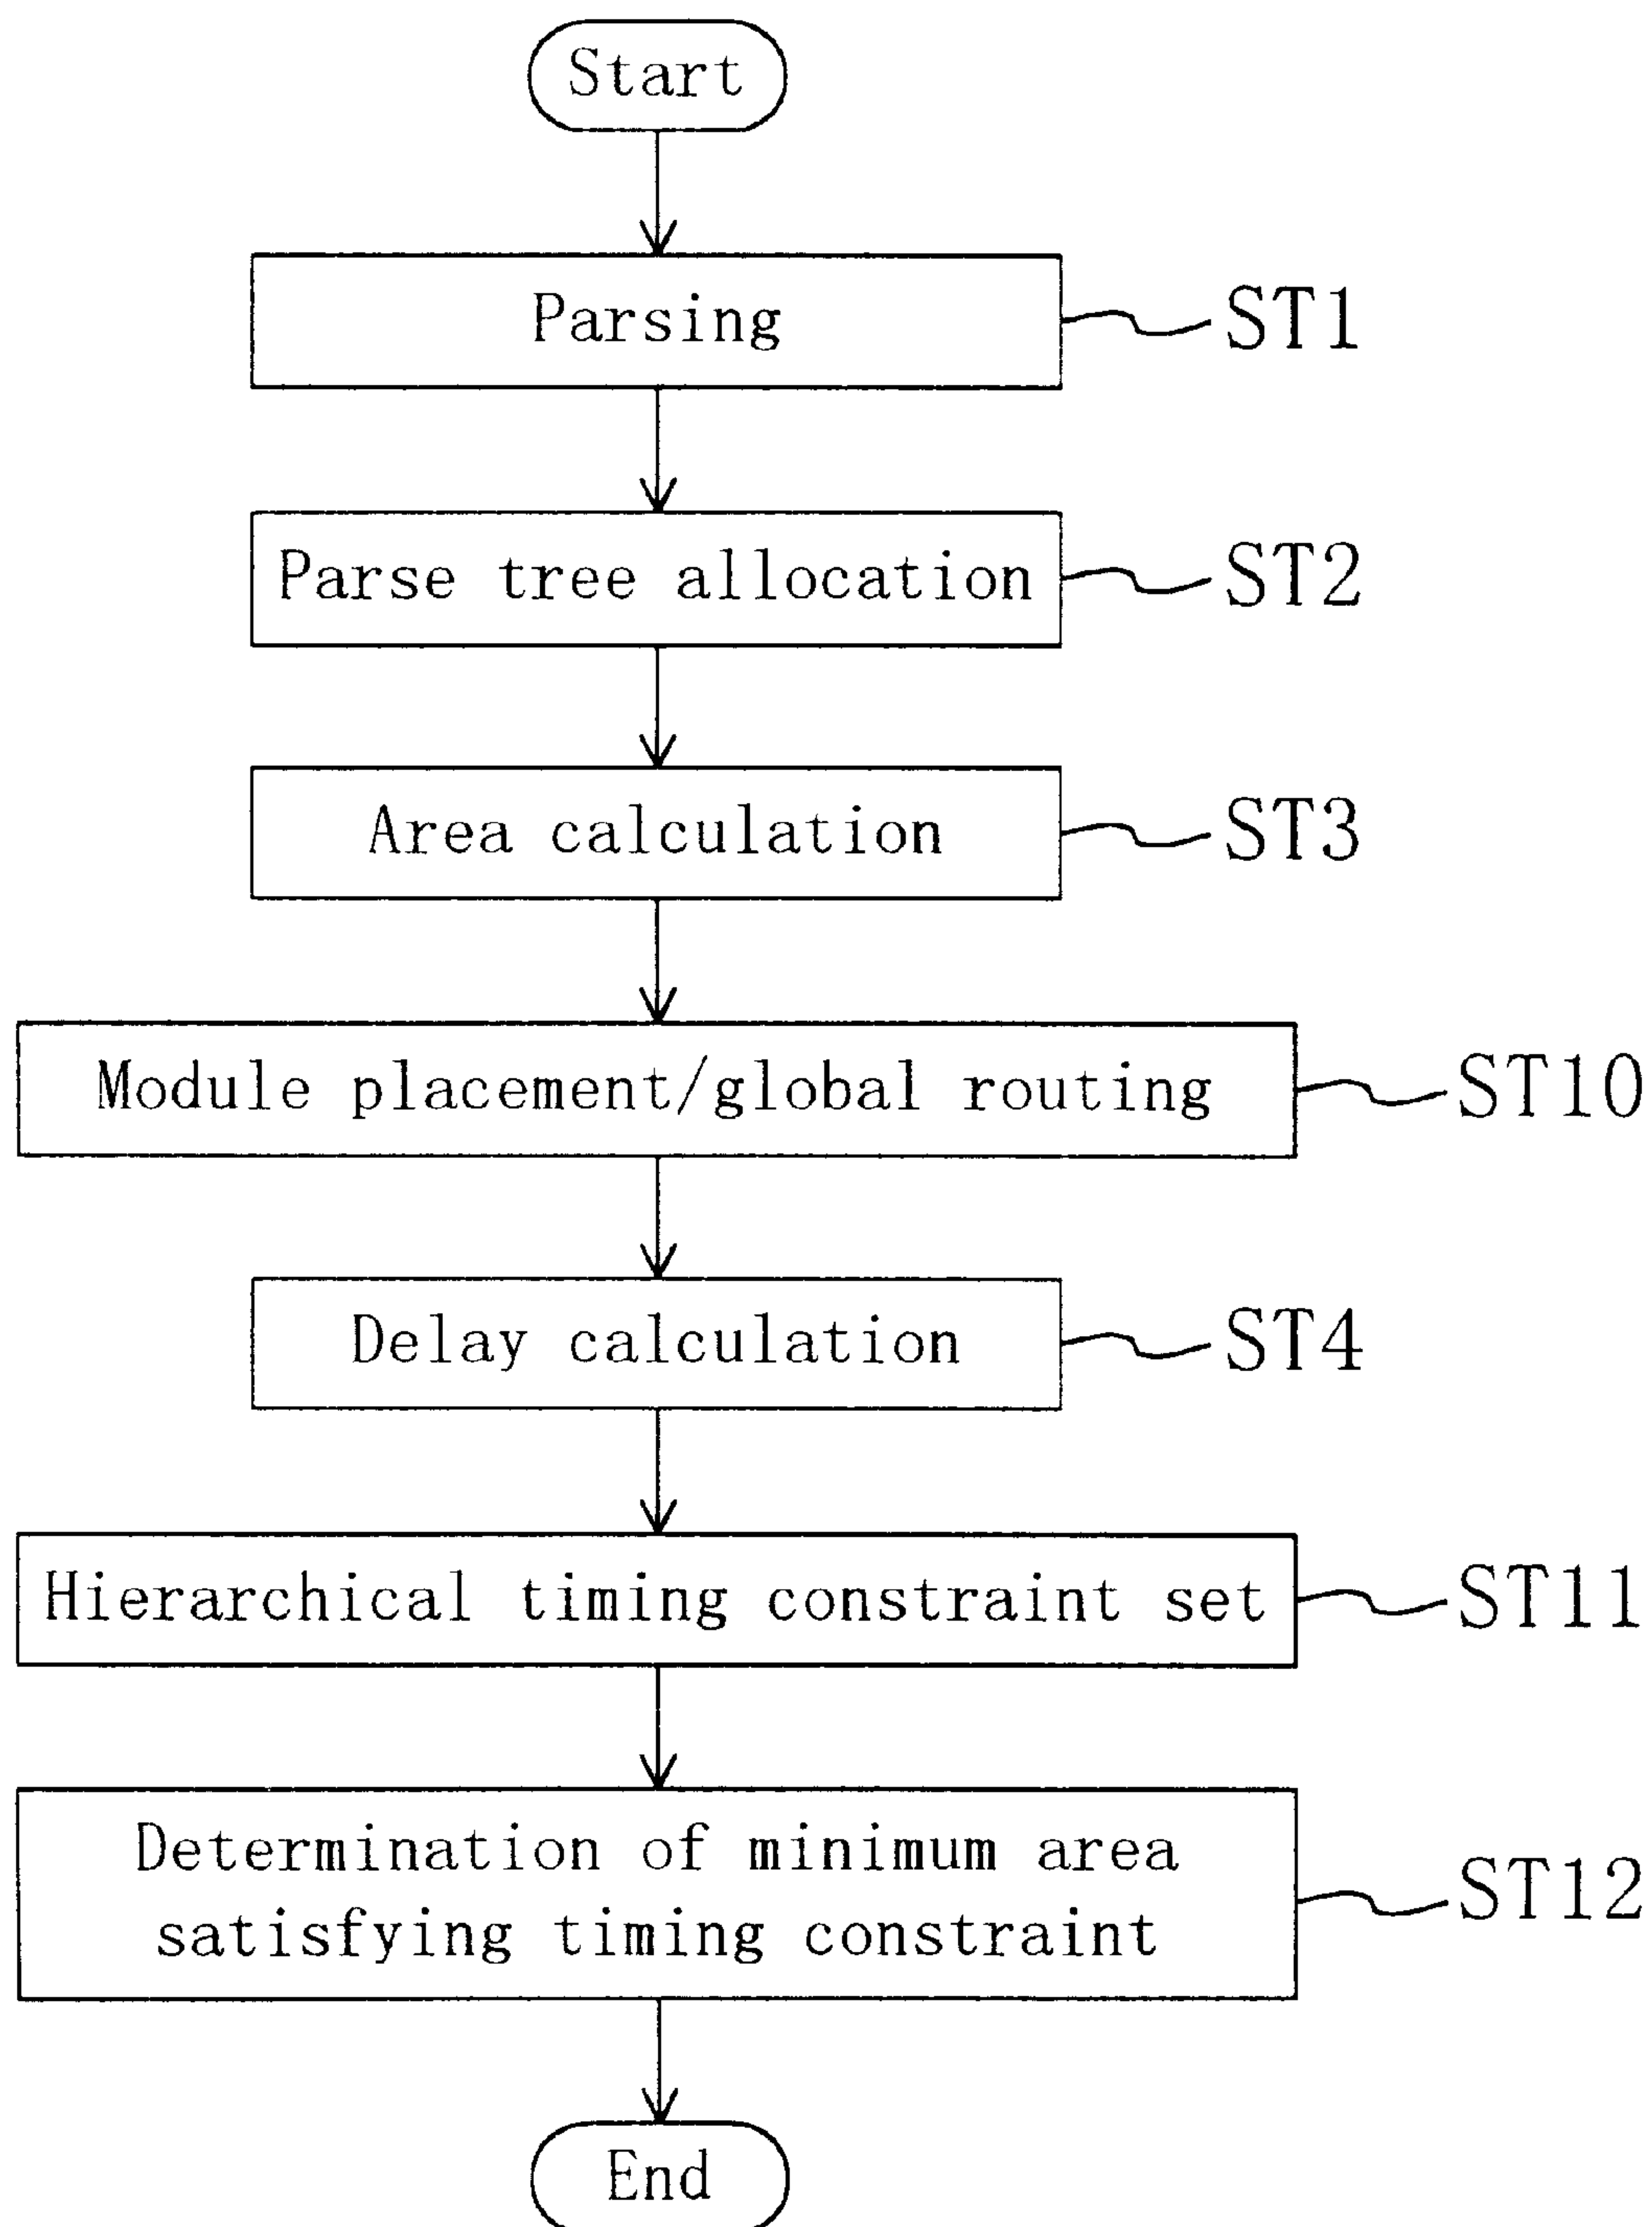 Start
Parsing
ST1
Parse tree allocation
ST2
Area calculation
ST3
Module placement/global routing
ST10
Delay calculation
ST4
Hierarchical timing constraint set
ST11
Determination of minimum area
satisfying timing constraint
ST12
End